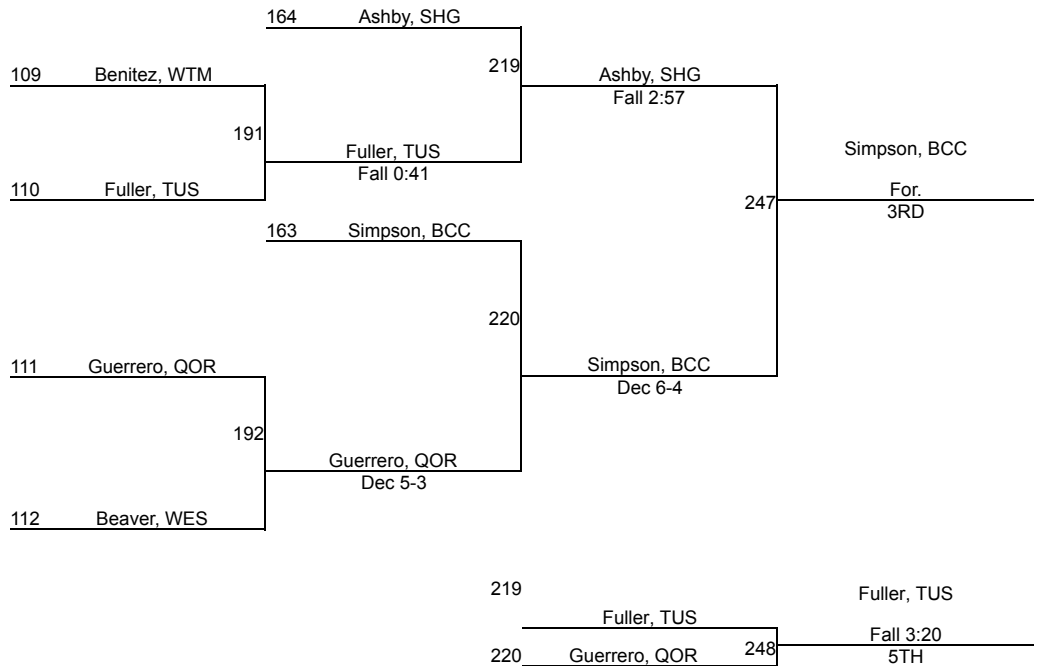 164 Ashby, SHG
109 Benitez, WTM
219
Ashby, SHG
Fall 2:57
191
Fuller, TUS
Fall 0:41
Simpson, BCC
110 Fuller, TUS
247
For.
3RD
163 Simpson, BCC
220
111 Guerrero, QOR
Simpson, BCC
Dec 6-4
192
Guerrero, QOR
Dec 5-3
112 Beaver, WES
219
Fuller, TUS
Fuller, TUS
248
Fall 3:20
220 Guerrero, QOR
5TH